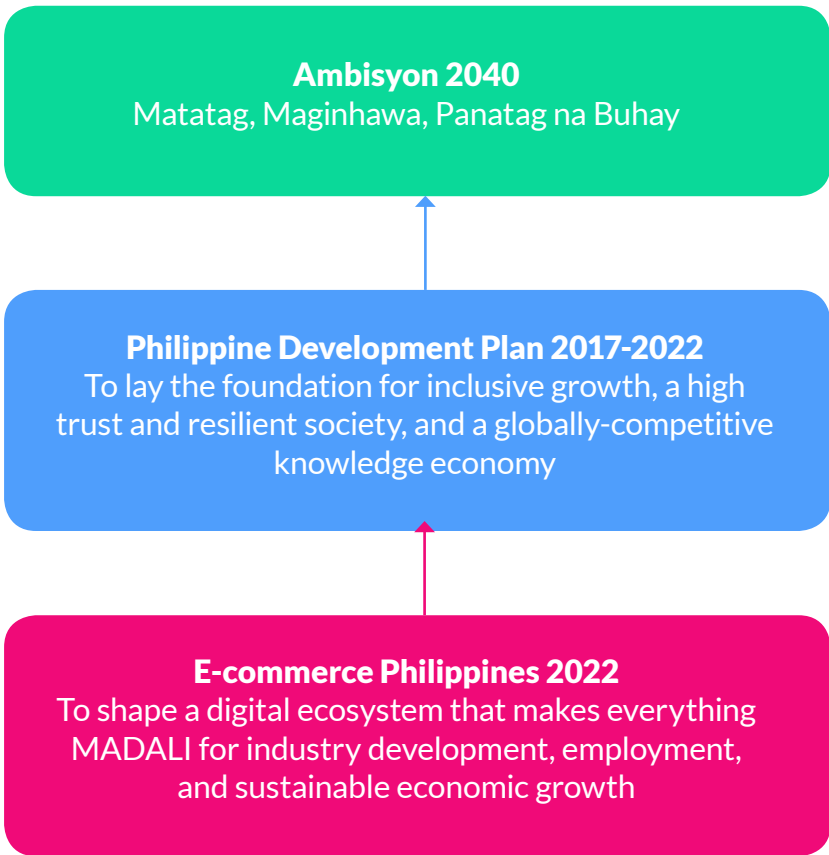 Ambisyon 2040
Matatag, Maginhawa, Panatag na Buhay
Philippine Development Plan 2017-2022
To lay the foundation for inclusive growth, a high
trust and resilient society, and a globally-competitive
knowledge economy
E-commerce Philippines 2022
To shape a digital ecosystem that makes everything
MADALI for industry development, employment,
and sustainable economic growth